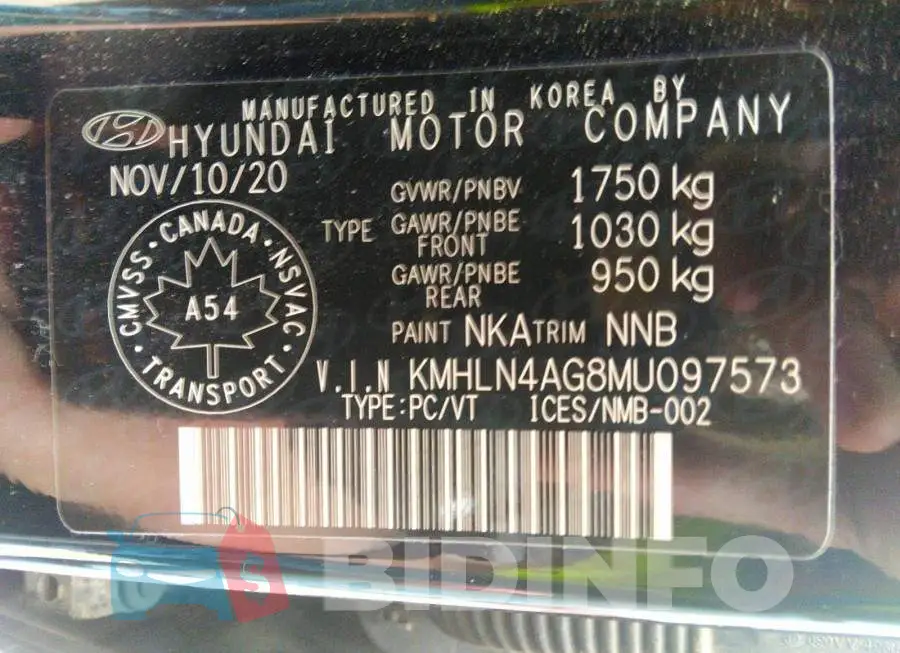 MANUFACTURED IN KOREA BY
HYUNDAI MOTOR COMPANY
NOV/10/20
GVWR/PNBV 1750 kg
TYPE GAWR/PNBE FRONT 1030 kg
GAWR/PNBE REAR 950 kg
CMVSS · CANADA · NSVAC · TRANSPORT ·
A54
PAINT NKA TRIM NNB
V.I.N KMHLN4AG8MU097573
TYPE:PC/VT ICES/NMB-002
$ BIDINFO